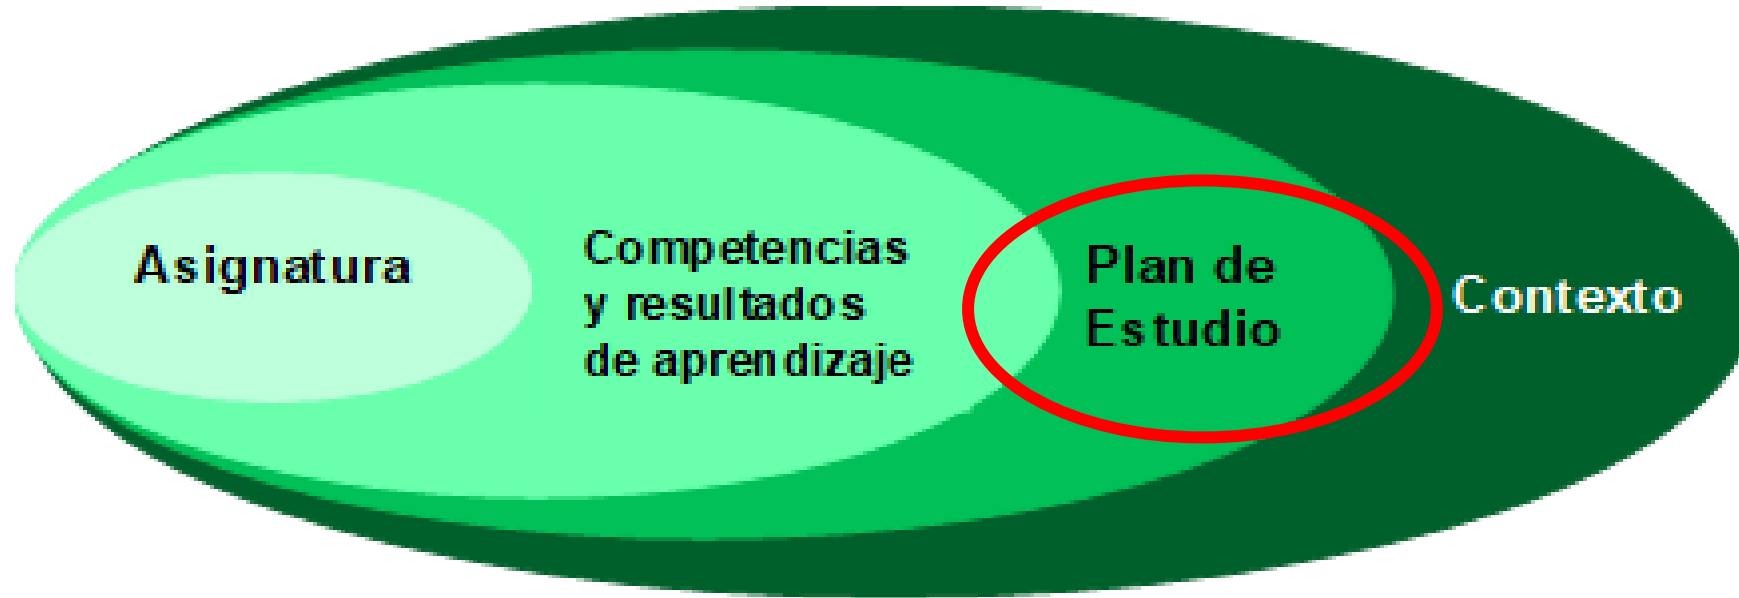 Asignatura
Competencias
y resultados
de aprendizaje
Plan de
Estudio
Contexto